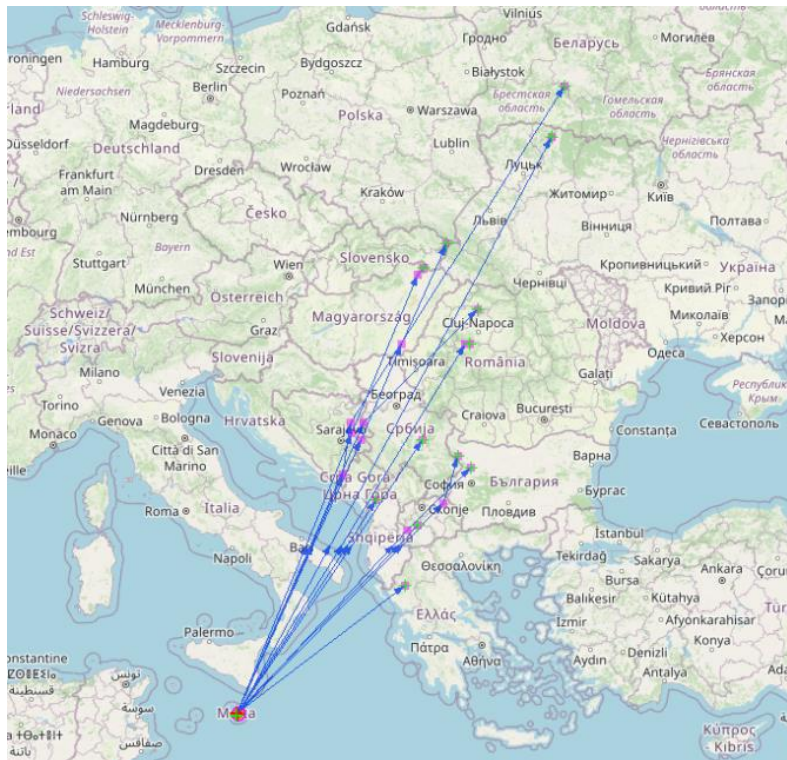 Schleswig-
Holstein
Mecklenburg-
Vorpommern
Gdańsk
Vilnius
Гродно
Беларусь
Могилев
Hamburg
Szczecin
Bydgoszcz
Białystok
Niedersachsen
Berlin
Poznań
Warszawa
Брестская
область
Гомельская
область
Брянская
область
Magdeburg
Polska
Düsseldorf
Deutschland
Lublin
Луцьк
Чернігівська
область
Dresden
Wrocław
Frankfurt
am Main
Житомир
Київ
Kraków
Česko
Nürnberg
Львів
Полтава
Вінниця
Bayern
Stuttgart
Slovensko
Кропивницький
Україна
München
Wien
Österreich
Чернівці
Кривий Ріг
Magyarország
Cluj-Napoca
Moldova
Миколаїв
Schweiz/
Suisse/Svizzera/
Svizra
Graz
Херсон
Slovenija
Timișoara
România
Одеса
Milano
Venezia
Hrvatska
Београд
Galați
Torino
Genova
Bologna
Србија
Craiova
București
Constanța
Севастополь
Monaco
Città di San
Marino
Crna Gora/
Црна Гора
София
България
Варна
Italia
Бургас
Roma
Пловдив
Shqipëria
İstanbul
Napoli
Θεσσαλονίκη
Tekirdağ
Sakarya
Ankara
Bursa
Balıkesir
Kütahya
Ελλάς
Afyonkarahisar
Palermo
İzmir
Konya
Πάτρα
Αθήνα
Aydın
Denizli
Antalya
تونس
سوسة
صفاقس
Κύπρος
Kıbrıs